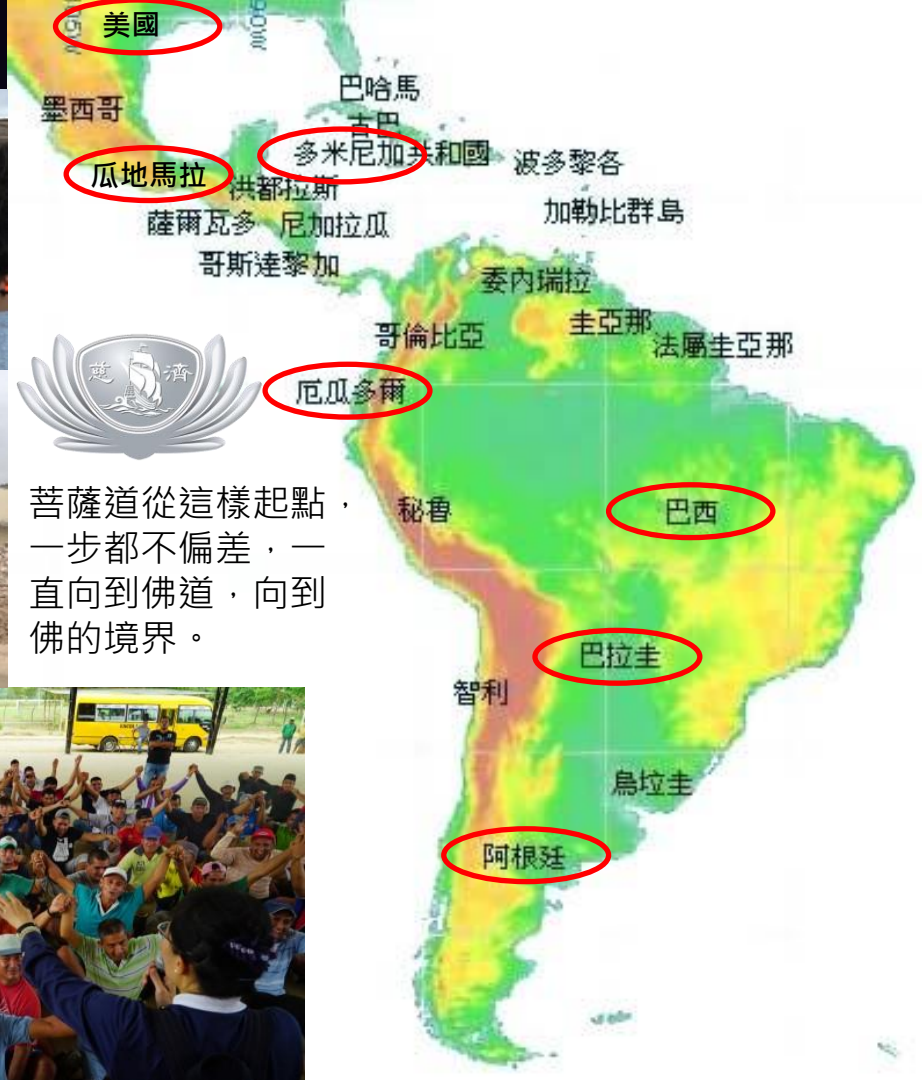 105W
90W
美國
巴哈馬
墨西哥
古巴
多米尼加共和國
波多黎各
瓜地馬拉
洪都拉斯
薩爾瓦多 尼加拉瓜
加勒比群島
哥斯達黎加
委內瑞拉
圭亞那
哥倫比亞
法屬圭亞那
慈 濟
厄瓜多爾
菩薩道從這樣起點，
一步都不偏差，一
直向到佛道，向到
佛的境界。
秘魯
巴西
巴拉圭
智利
烏垃圭
阿根廷